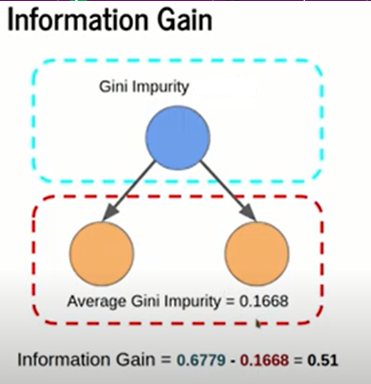 Information Gain
Gini Impurity
Average Gini Impurity = 0.1668
Information Gain = 0.6779 - 0.1668 = 0.51